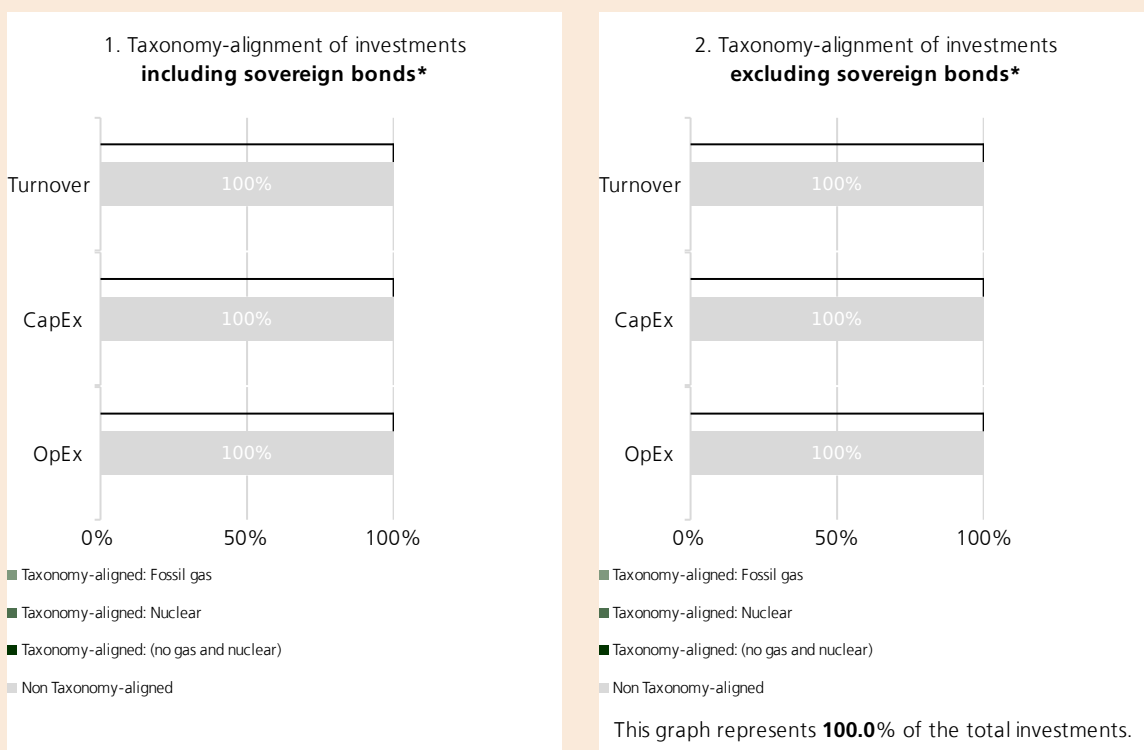 1. Taxonomy-alignment of investments
including sovereign bonds*
Turnover
100%
CapEx
100%
OpEx
100%
0% 50% 100%
Taxonomy-aligned: Fossil gas
Taxonomy-aligned: Nuclear
Taxonomy-aligned: (no gas and nuclear)
Non Taxonomy-aligned
2. Taxonomy-alignment of investments
excluding sovereign bonds*
Turnover
100%
CapEx
100%
OpEx
100%
0% 50% 100%
Taxonomy-aligned: Fossil gas
Taxonomy-aligned: Nuclear
Taxonomy-aligned: (no gas and nuclear)
Non Taxonomy-aligned
This graph represents 100.0% of the total investments.